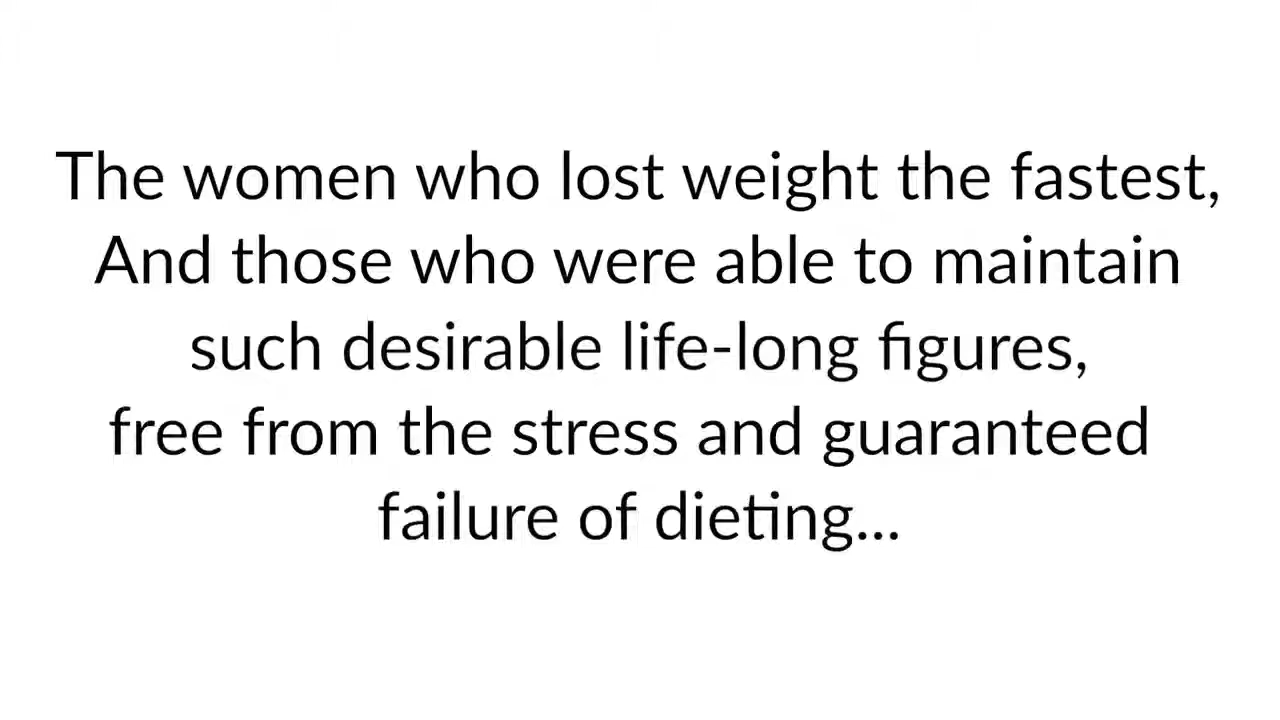 The women who lost weight the fastest,
And those who were able to maintain
such desirable life-long figures,
free from the stress and guaranteed
failure of dieting...